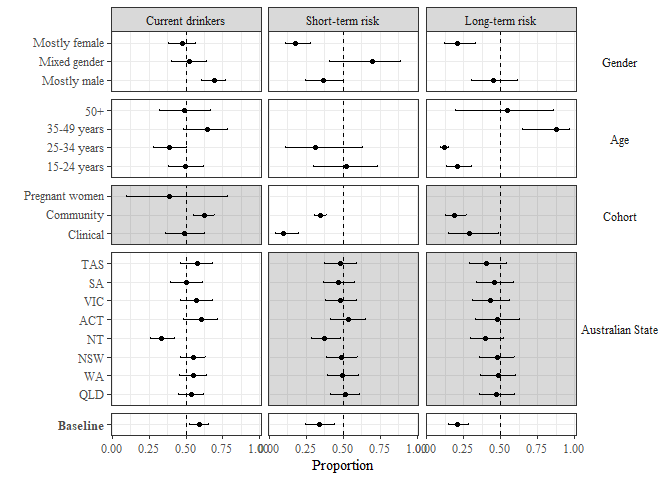 Current drinkers Short-term risk Long-term risk
Mostly female
Mixed gender
Mostly male
Gender
50+
35-49 years
25-34 years
15-24 years
Age
Pregnant women
Community
Clinical
Cohort
TAS
SA
VIC
ACT
NT
NSW
WA
QLD
Australian State
Baseline
0.00 0.25 0.50 0.75 1.00 0.00 0.25 0.50 0.75 1.00 0.00 0.25 0.50 0.75 1.00
Proportion